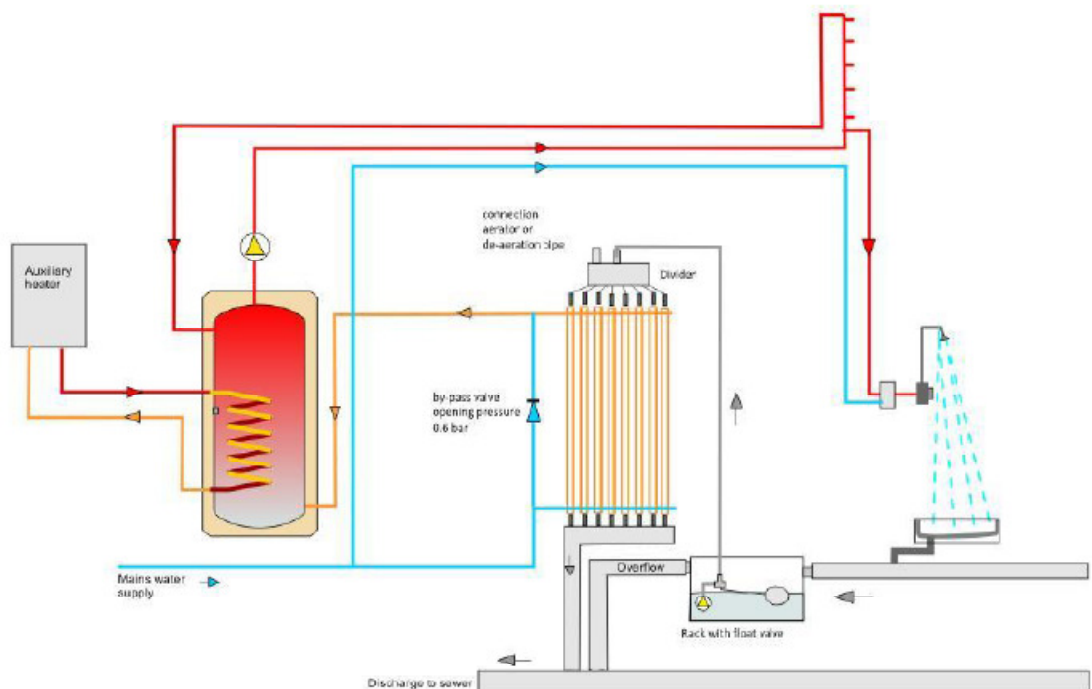 connection
aerator or
de-aeration pipe
Auxiliary
heater
Divider
by-pass valve
opening pressure
0.6 bar
Mains water
supply
Overflow
Rack with float valve
Discharge to sewer